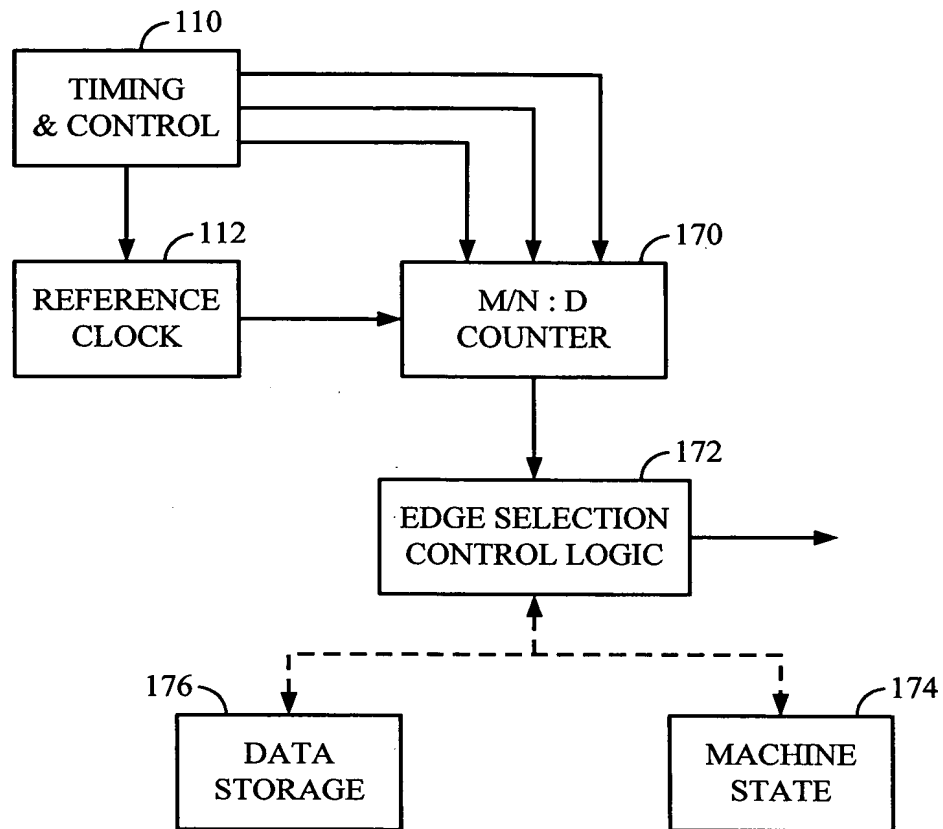 110
TIMING
& CONTROL
112
REFERENCE
CLOCK
170
M/N : D
COUNTER
172
EDGE SELECTION
CONTROL LOGIC
176
DATA
STORAGE
174
MACHINE
STATE